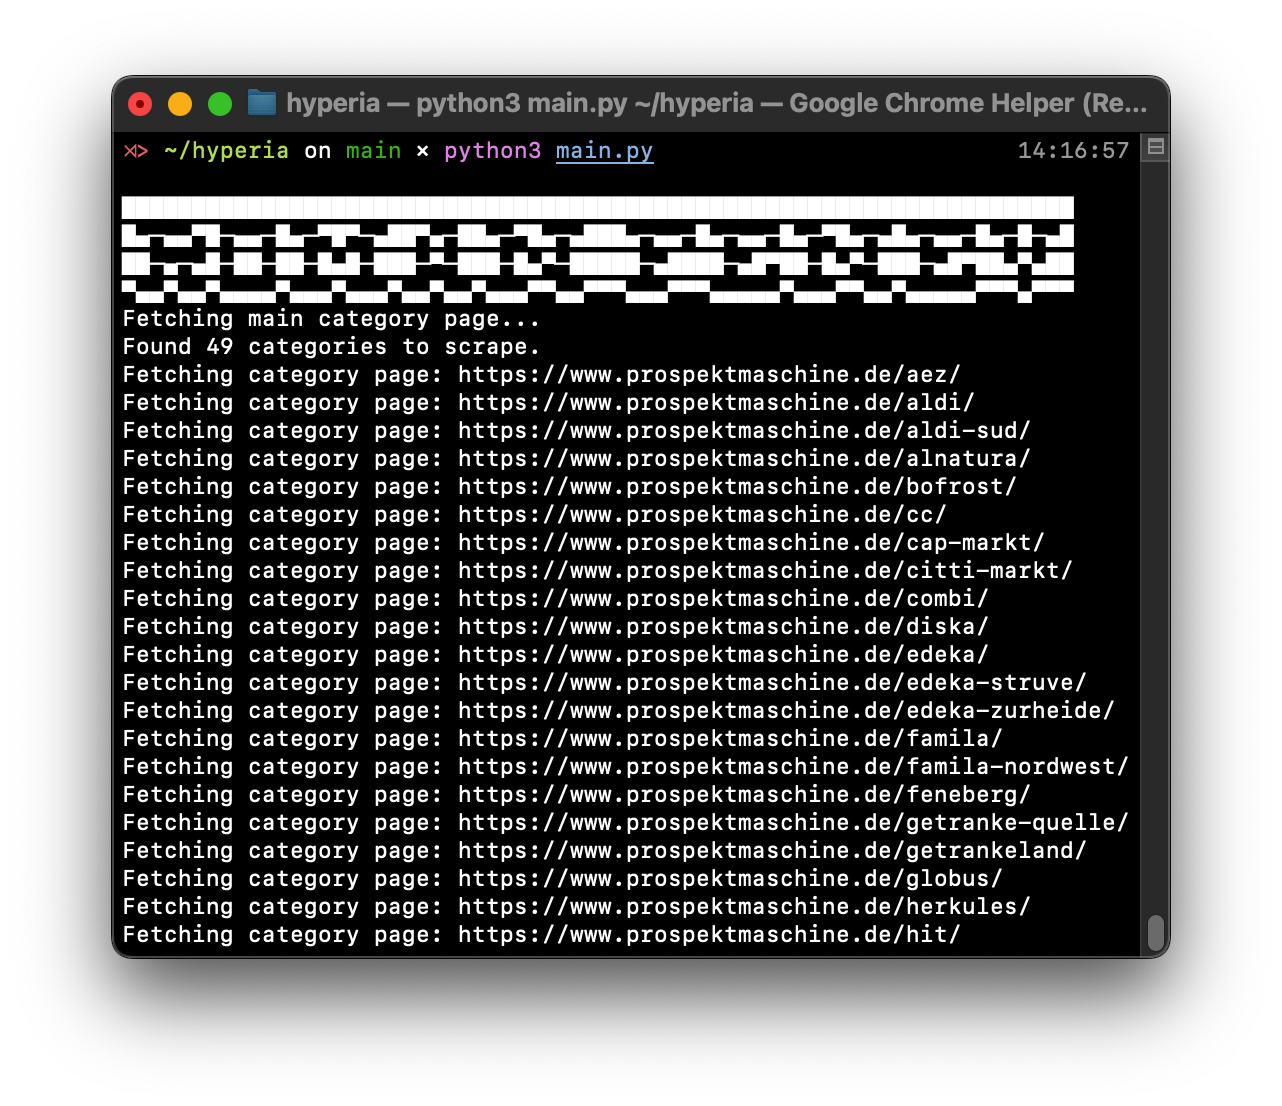 hyperia — python3 main.py ~/hyperia — Google Chrome Helper (Re...
~/hyperia on main × python3 main.py 14:16:57
Fetching main category page...
Found 49 categories to scrape.
Fetching category page: https://www.prospektmaschine.de/aez/
Fetching category page: https://www.prospektmaschine.de/aldi/
Fetching category page: https://www.prospektmaschine.de/aldi-sud/
Fetching category page: https://www.prospektmaschine.de/alnatura/
Fetching category page: https://www.prospektmaschine.de/bofrost/
Fetching category page: https://www.prospektmaschine.de/cc/
Fetching category page: https://www.prospektmaschine.de/cap-markt/
Fetching category page: https://www.prospektmaschine.de/citti-markt/
Fetching category page: https://www.prospektmaschine.de/combi/
Fetching category page: https://www.prospektmaschine.de/diska/
Fetching category page: https://www.prospektmaschine.de/edeka/
Fetching category page: https://www.prospektmaschine.de/edeka-struve/
Fetching category page: https://www.prospektmaschine.de/edeka-zurheide/
Fetching category page: https://www.prospektmaschine.de/famila/
Fetching category page: https://www.prospektmaschine.de/famila-nordwest/
Fetching category page: https://www.prospektmaschine.de/feneberg/
Fetching category page: https://www.prospektmaschine.de/getranke-quelle/
Fetching category page: https://www.prospektmaschine.de/getrankeland/
Fetching category page: https://www.prospektmaschine.de/globus/
Fetching category page: https://www.prospektmaschine.de/herkules/
Fetching category page: https://www.prospektmaschine.de/hit/